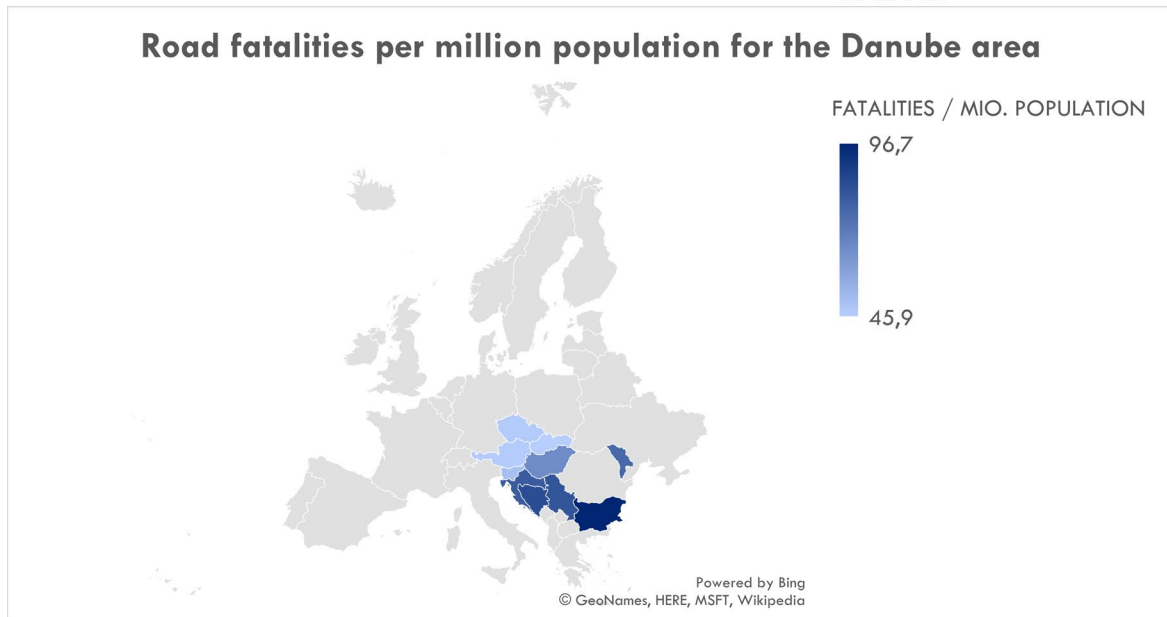 Road fatalities per million population for the Danube area
FATALITIES / MIO. POPULATION
96,7
45,9
Powered by Bing
© GeoNames, HERE, MSFT, Wikipedia